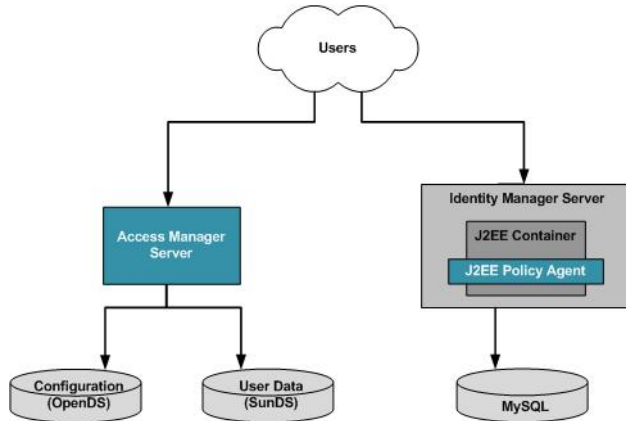 Users
Access Manager
Server
Identity Manager Server
J2EE Container
J2EE Policy Agent
Configuration
(OpenDS)
User Data
(SunDS)
MySQL